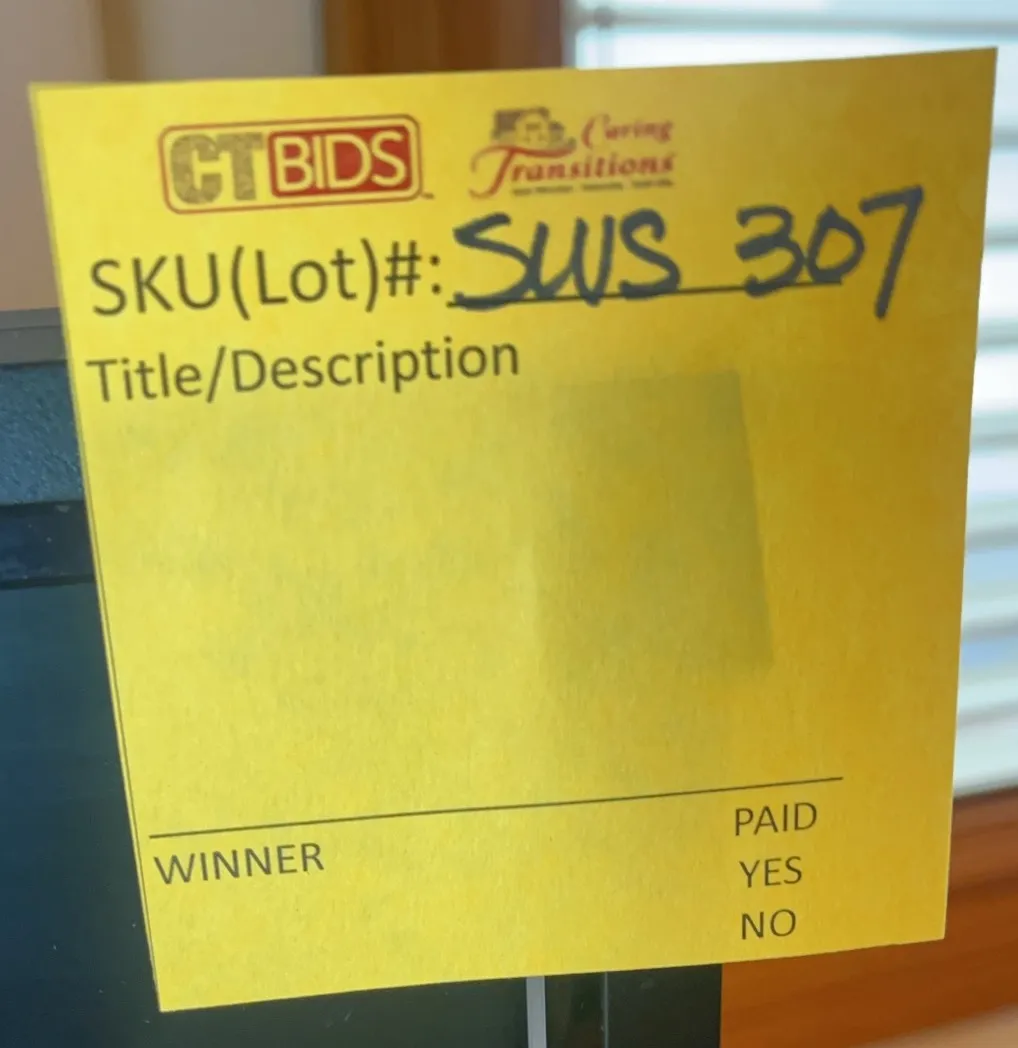 CTBIDS
Caring
Transitions
SKU(Lot)#: SWS 307
Title/Description
PAID
WINNER
YES
NO